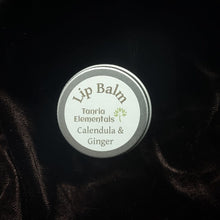 Lip Balm
Tanria
Elementals
Calendula &
Ginger